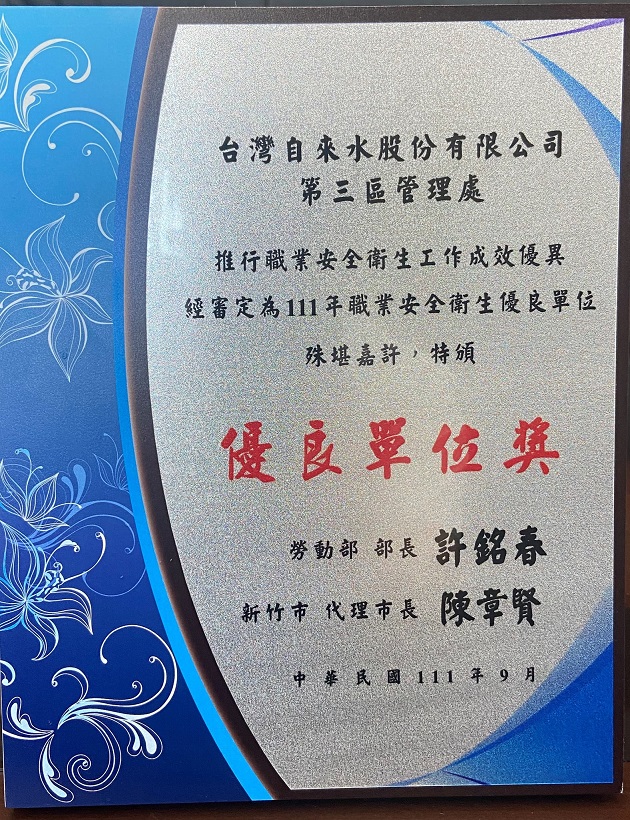 台灣自來水股份有限公司
第三區管理處
推行職業安全衛生工作成效優異
經審定為111年職業安全衛生優良單位
殊堪嘉許，特頒
優良單位獎
勞動部 部長 許銘春
新竹市 代理市長 陳章賢
中華民國111年9月